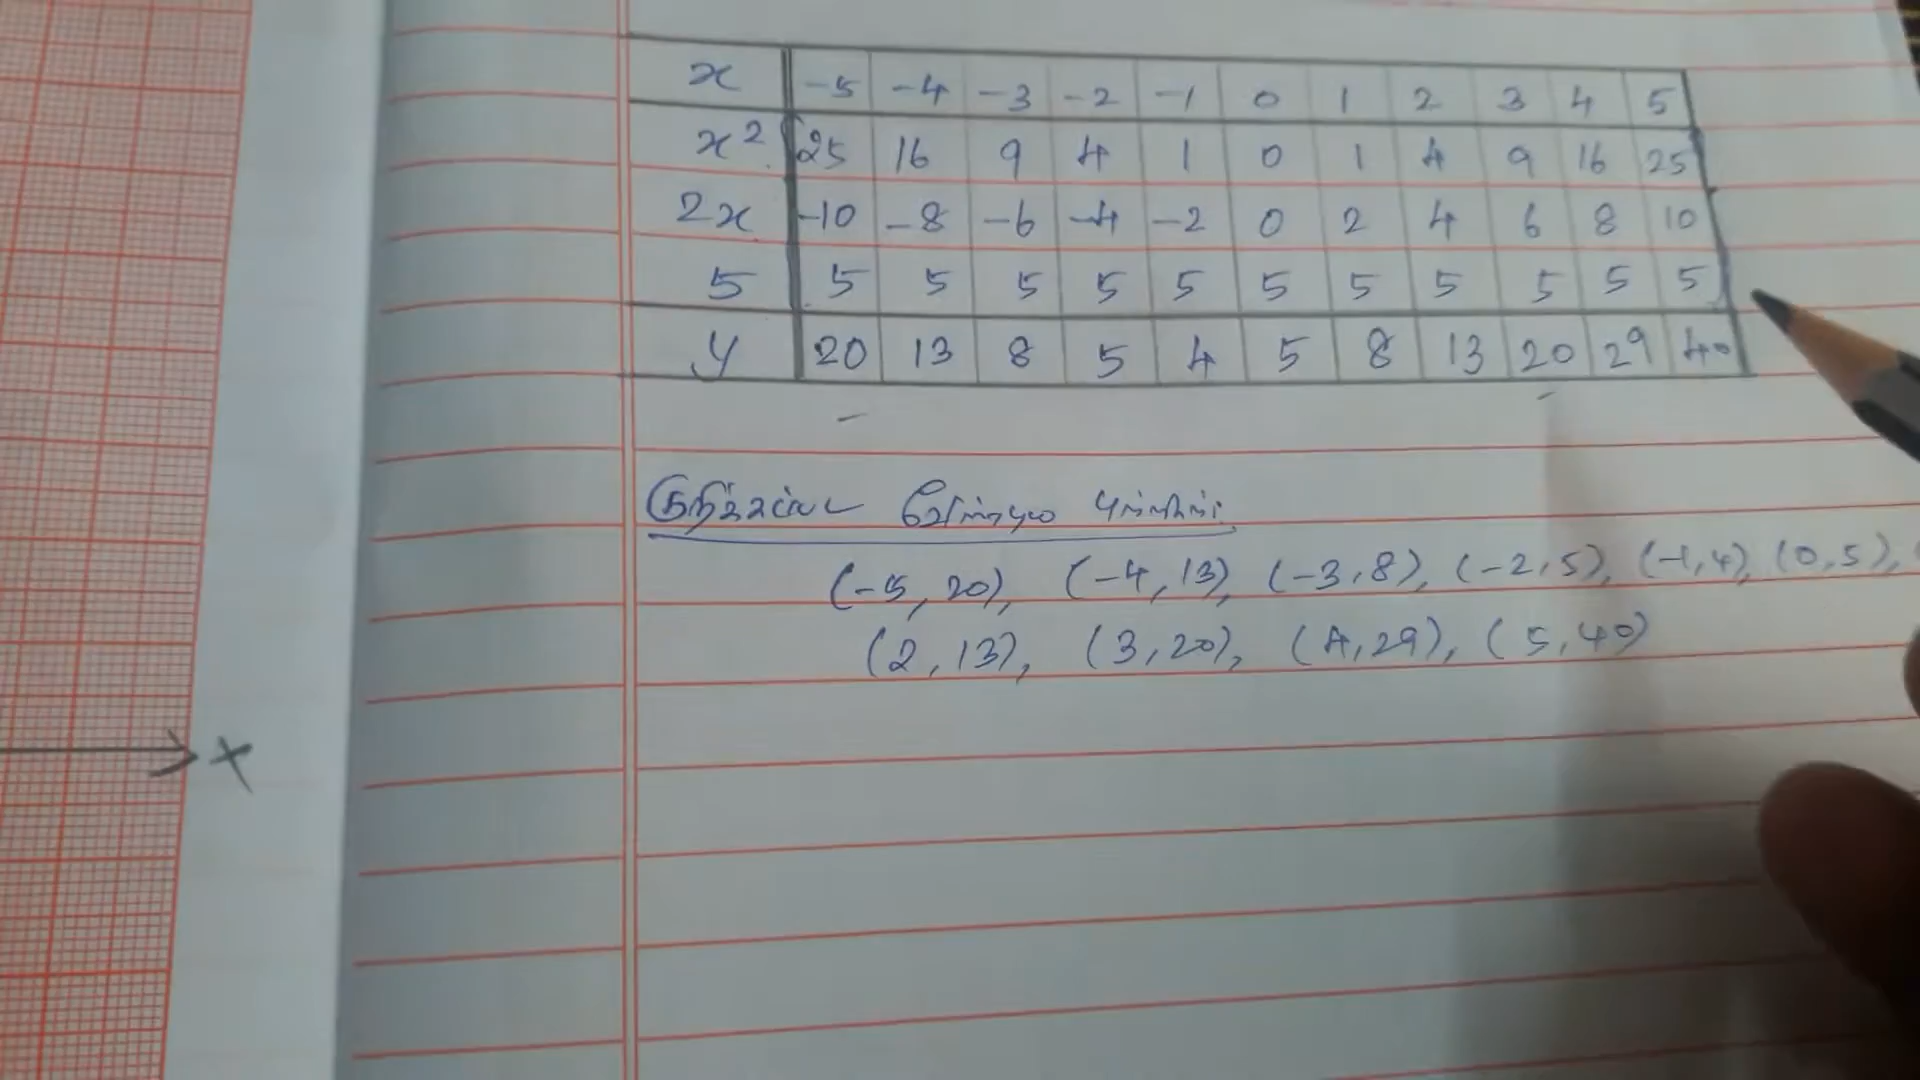 x -5 -4 -3 -2 -1 0 1 2 3 4 5
x² 25 16 9 4 1 0 1 4 9 16 25
2x -10 -8 -6 -4 -2 0 2 4 6 8 10
5 5 5 5 5 5 5 5 5 5 5 5
y 20 13 8 5 4 5 8 13 20 29 40
புள்ளிகள்:
(-5, 20), (-4, 13), (-3, 8), (-2, 5), (-1, 4), (0, 5),
(2, 13), (3, 20), (4, 29), (5, 40)
x